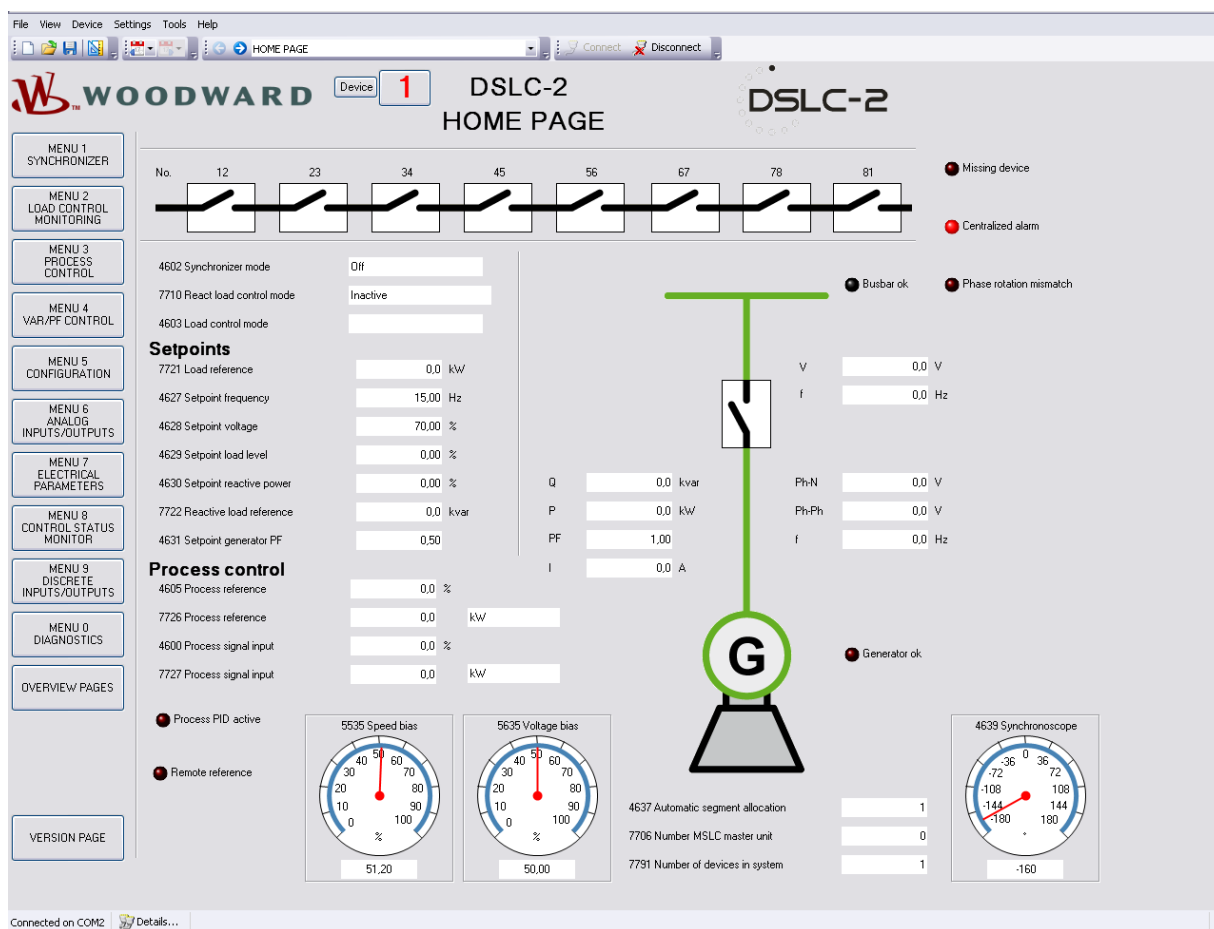 File View Device Settings Tools Help
HOME PAGE Connect Disconnect
WOODWARD Device 1 DSLC-2
HOME PAGE
DSLC-2
MENU 1
SYNCHRONIZER
MENU 2
LOAD CONTROL
MONITORING
MENU 3
PROCESS
CONTROL
MENU 4
VAR/PF CONTROL
MENU 5
CONFIGURATION
MENU 6
ANALOG
INPUTS/OUTPUTS
MENU 7
ELECTRICAL
PARAMETERS
MENU 8
CONTROL STATUS
MONITOR
MENU 9
DISCRETE
INPUTS/OUTPUTS
MENU 0
DIAGNOSTICS
OVERVIEW PAGES
VERSION PAGE
No. 12 23 34 45 56 67 78 81
Missing device
Centralized alarm
4602 Synchronizer mode Off
7710 React load control mode Inactive
4603 Load control mode
Setpoints
7721 Load reference 0,0 kW
4627 Setpoint frequency 15,00 Hz
4628 Setpoint voltage 70,00 %
4629 Setpoint load level 0,00 %
4630 Setpoint reactive power 0,00 %
7722 Reactive load reference 0,0 kvar
4631 Setpoint generator PF 0,50
Process control
4605 Process reference 0,0 %
7726 Process reference 0,0 kW
4600 Process signal input 0,0 %
7727 Process signal input 0,0 kW
Process PID active
Remote reference
Busbar ok Phase rotation mismatch
V 0,0 V
f 0,0 Hz
Q 0,0 kvar
P 0,0 kW
PF 1,00
I 0,0 A
Ph-N 0,0 V
Ph-Ph 0,0 V
f 0,0 Hz
G
Generator ok
5535 Speed bias
0 10 20 30 40 50 60 70 80 90 100
%
51,20
5635 Voltage bias
0 10 20 30 40 50 60 70 80 90 100
%
50,00
4637 Automatic segment allocation 1
7706 Number MSLC master unit 0
7791 Number of devices in system 1
4639 Synchronoscope
-180 -144 -108 -72 -36 0 36 72 108 144 180
°
-160
Connected on COM2 Details...